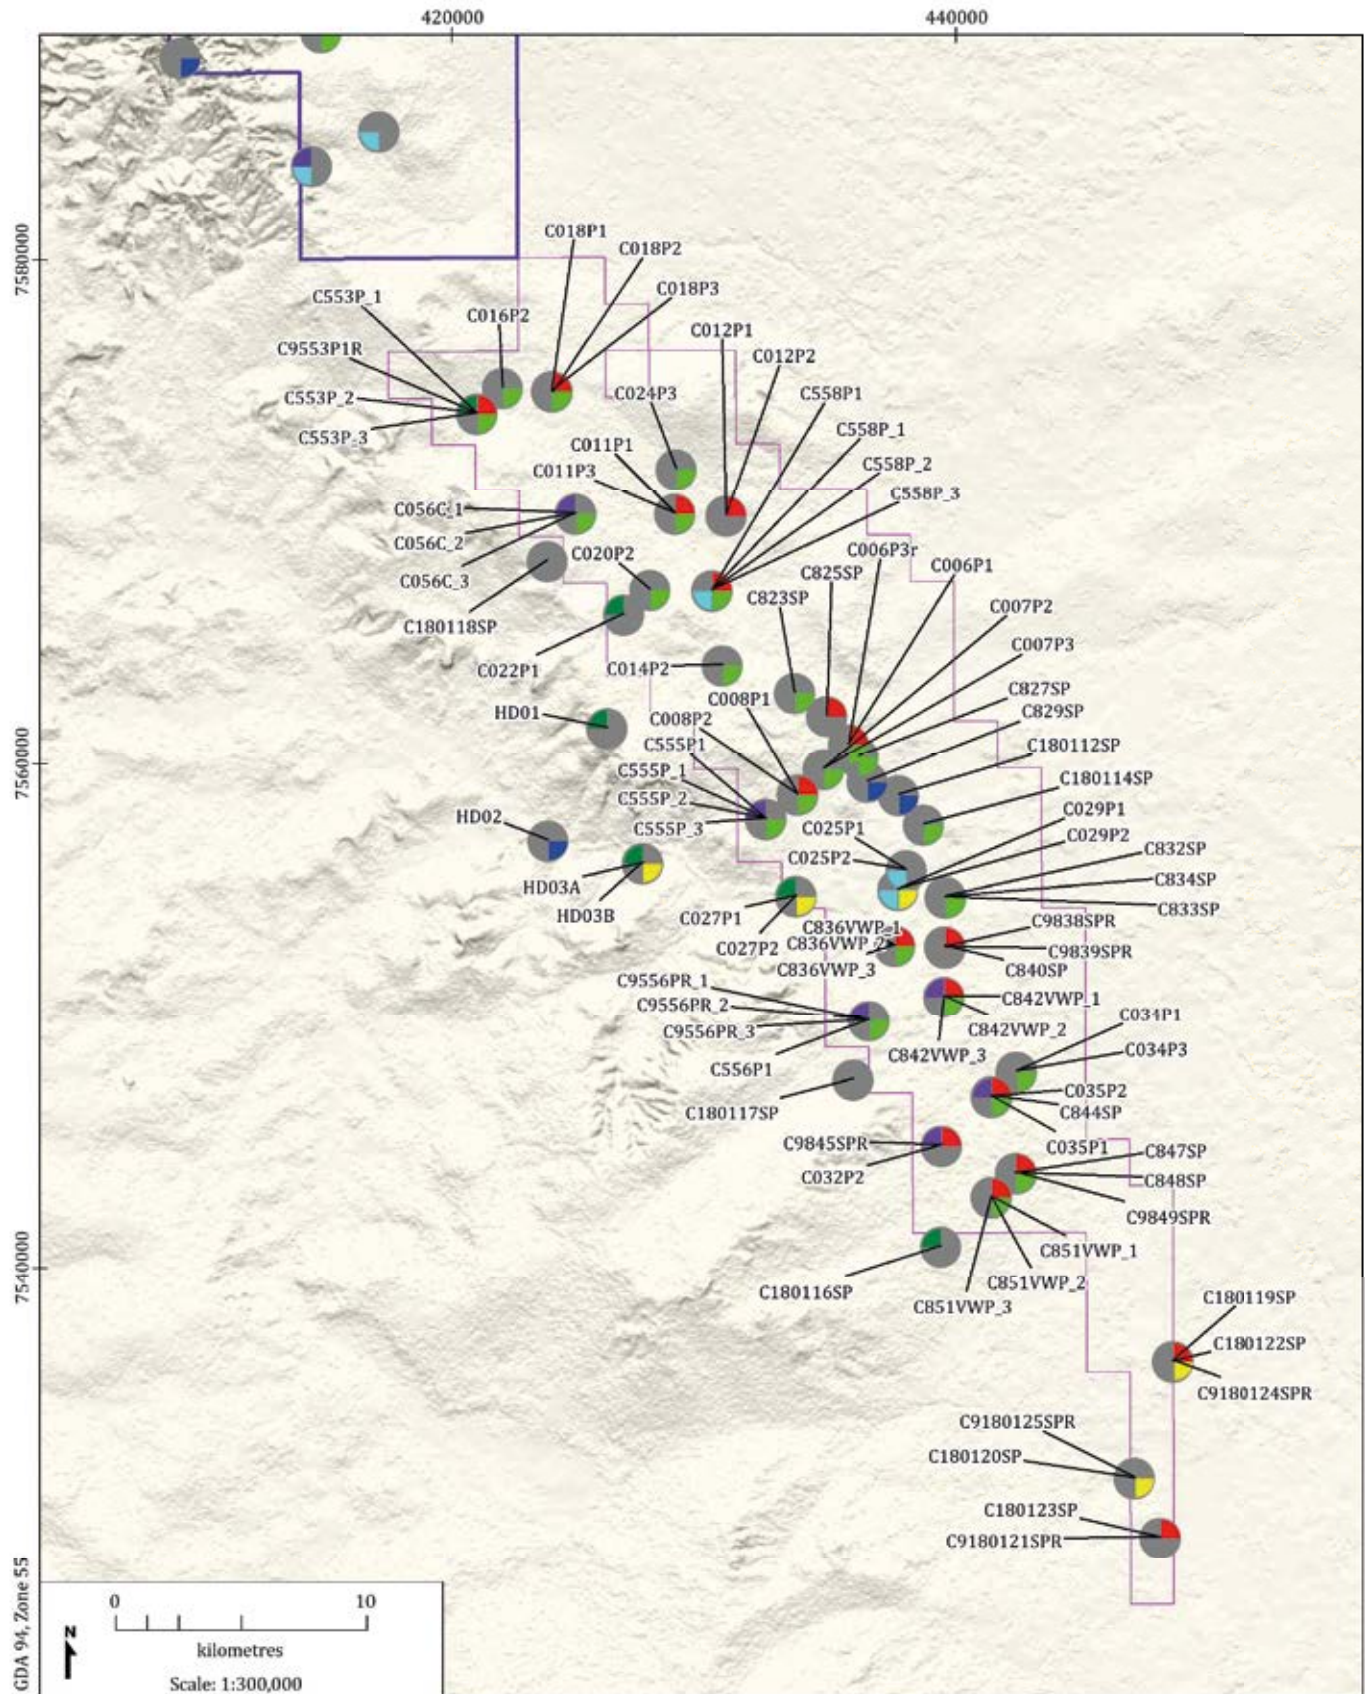 420000
440000
7580000
7560000
7540000
GDA 94, Zone 55
C018P1
C018P2
C018P3
C553P_1
C016P2
C012P1
C9553P1R
C012P2
C553P_2
C024P3
C558P1
C553P_3
C558P_1
C011P1
C558P_2
C011P3
C558P_3
C056C_1
C056C_2
C020P2
C006P3r
C056C_3
C825SP
C006P1
C823SP
C180118SP
C007P2
C022P1
C014P2
C007P3
C008P1
C827SP
HD01
C008P2
C829SP
C555P1
C180112SP
C555P_1
C180114SP
C555P_2
HD02
C555P_3
C025P1
C029P1
C025P2
C029P2
C832SP
HD03A
C834SP
HD03B
C833SP
C027P1
C836VWP_1
C9838SPR
C027P2
C836VWP_2
C9839SPR
C836VWP_3
C840SP
C9556PR_1
C842VWP_1
C9556PR_2
C034P1
C9556PR_3
C842VWP_2
C842VWP_3
C034P3
C556P1
C035P2
C180117SP
C844SP
C9845SPR
C035P1
C847SP
C032P2
C848SP
C9849SPR
C851VWP_1
C180116SP
C851VWP_2
C851VWP_3
C180119SP
C180122SP
C9180124SPR
C9180125SPR
C180120SP
C180123SP
C9180121SPR
0 10
kilometres
N
Scale: 1:300,000